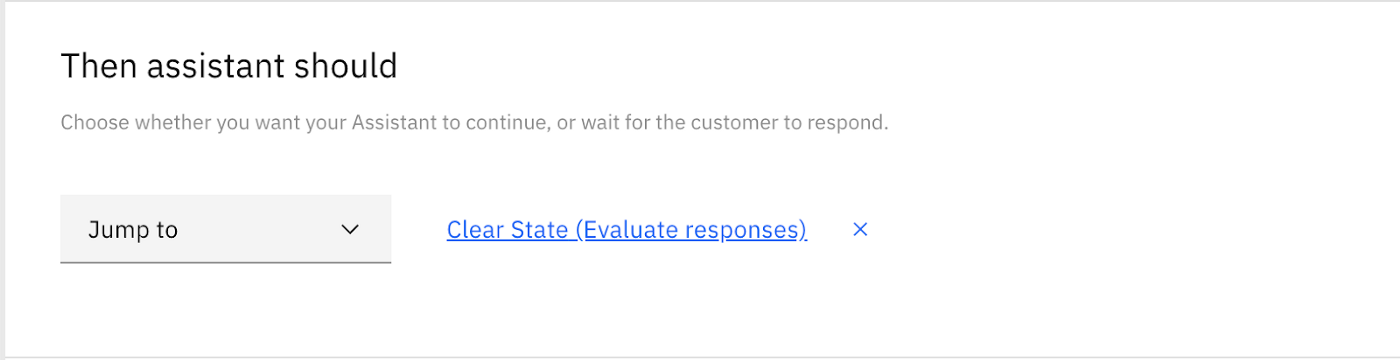 Then assistant should
Choose whether you want your Assistant to continue, or wait for the customer to respond.
Jump to Clear State (Evaluate responses)